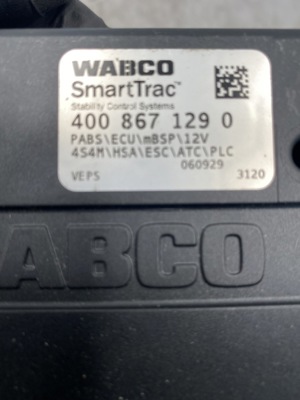 WABCO
SmartTrac™
Stability Control Systems
400 867 129 0
PABS\ECU\mBSP\12V
4S4M\HSA\ESC\ATC\PLC
060929
VEPS 3120
WABCO